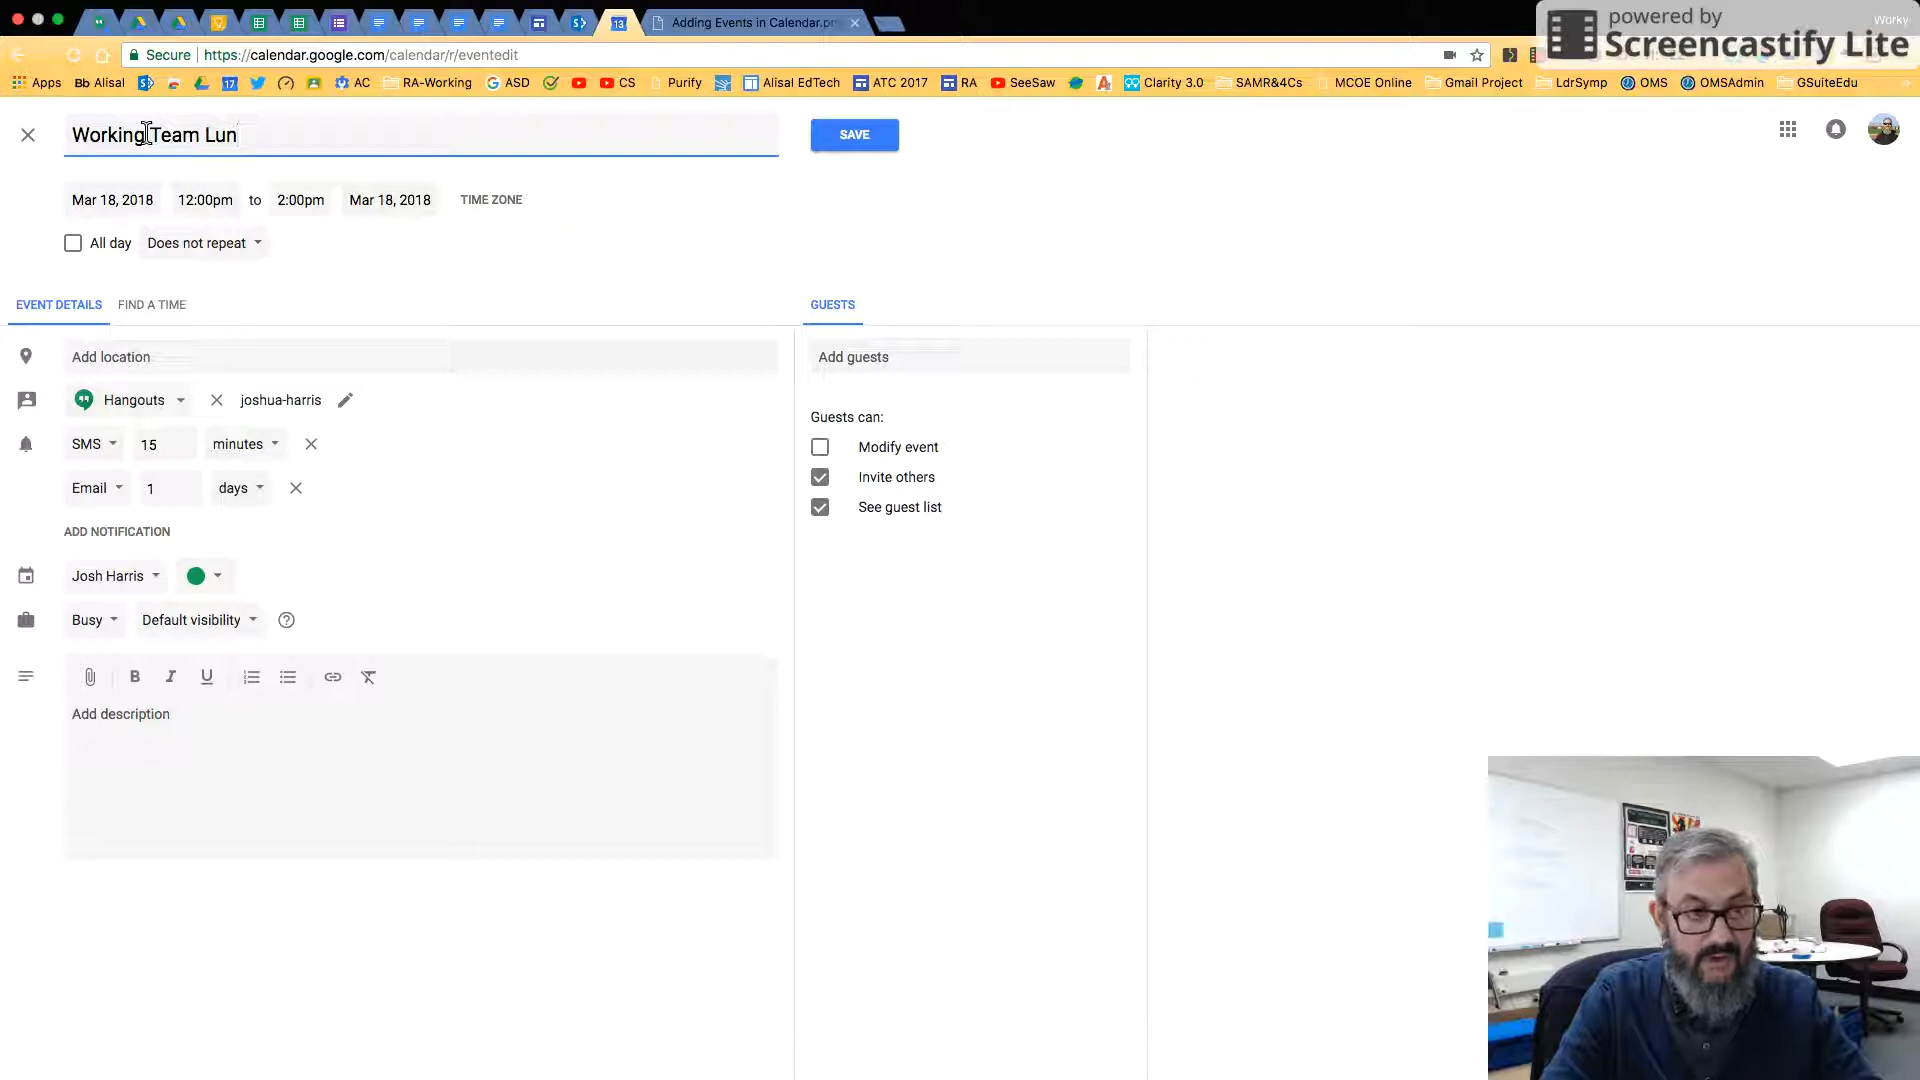 Adding Events in Calendar.pn
Worky
powered by
Screencastify Lite
Secure https://calendar.google.com/calendar/r/eventedit
Apps Bb Alisal 17 AC RA-Working ASD CS Purify Alisal EdTech ATC 2017 RA SeeSaw Clarity 3.0 SAMR&4Cs MCOE Online Gmail Project LdrSymp OMS OMSAdmin GSuiteEdu
Working Team Lun
SAVE
Mar 18, 2018 12:00pm to 2:00pm Mar 18, 2018 TIME ZONE
All day Does not repeat
EVENT DETAILS FIND A TIME GUESTS
Add location Add guests
Hangouts joshua-harris
Guests can:
SMS 15 minutes
Modify event
Invite others
Email 1 days
See guest list
ADD NOTIFICATION
Josh Harris
Busy Default visibility
B I U
Add description